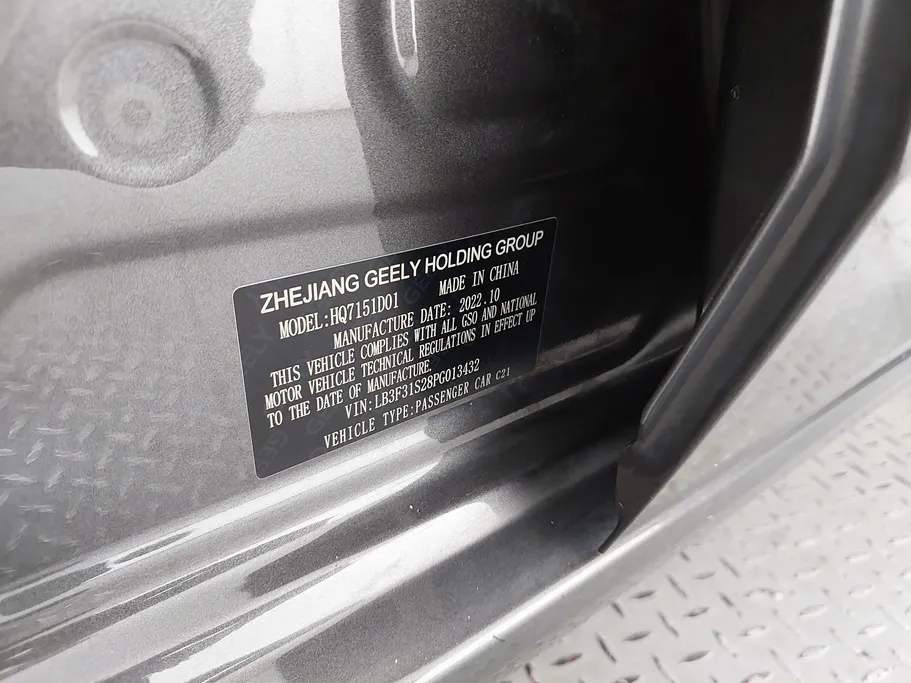 ZHEJIANG GEELY HOLDING GROUP
MODEL:HQ7151D01 MADE IN CHINA
MANUFACTURE DATE: 2022.10
THIS VEHICLE COMPLIES WITH ALL GSO AND NATIONAL
MOTOR VEHICLE TECHNICAL REGULATIONS IN EFFECT UP
TO THE DATE OF MANUFACTURE.
VIN:LB3F31S28PG013432
VEHICLE TYPE:PASSENGER CAR C21